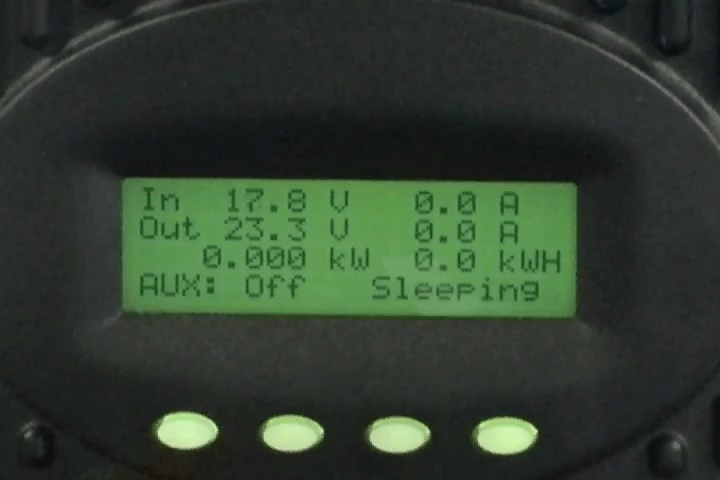 In 17.8 V 0.0 A
Out 23.3 V 0.0 A
0.000 kW 0.0 kWH
AUX: Off Sleeping